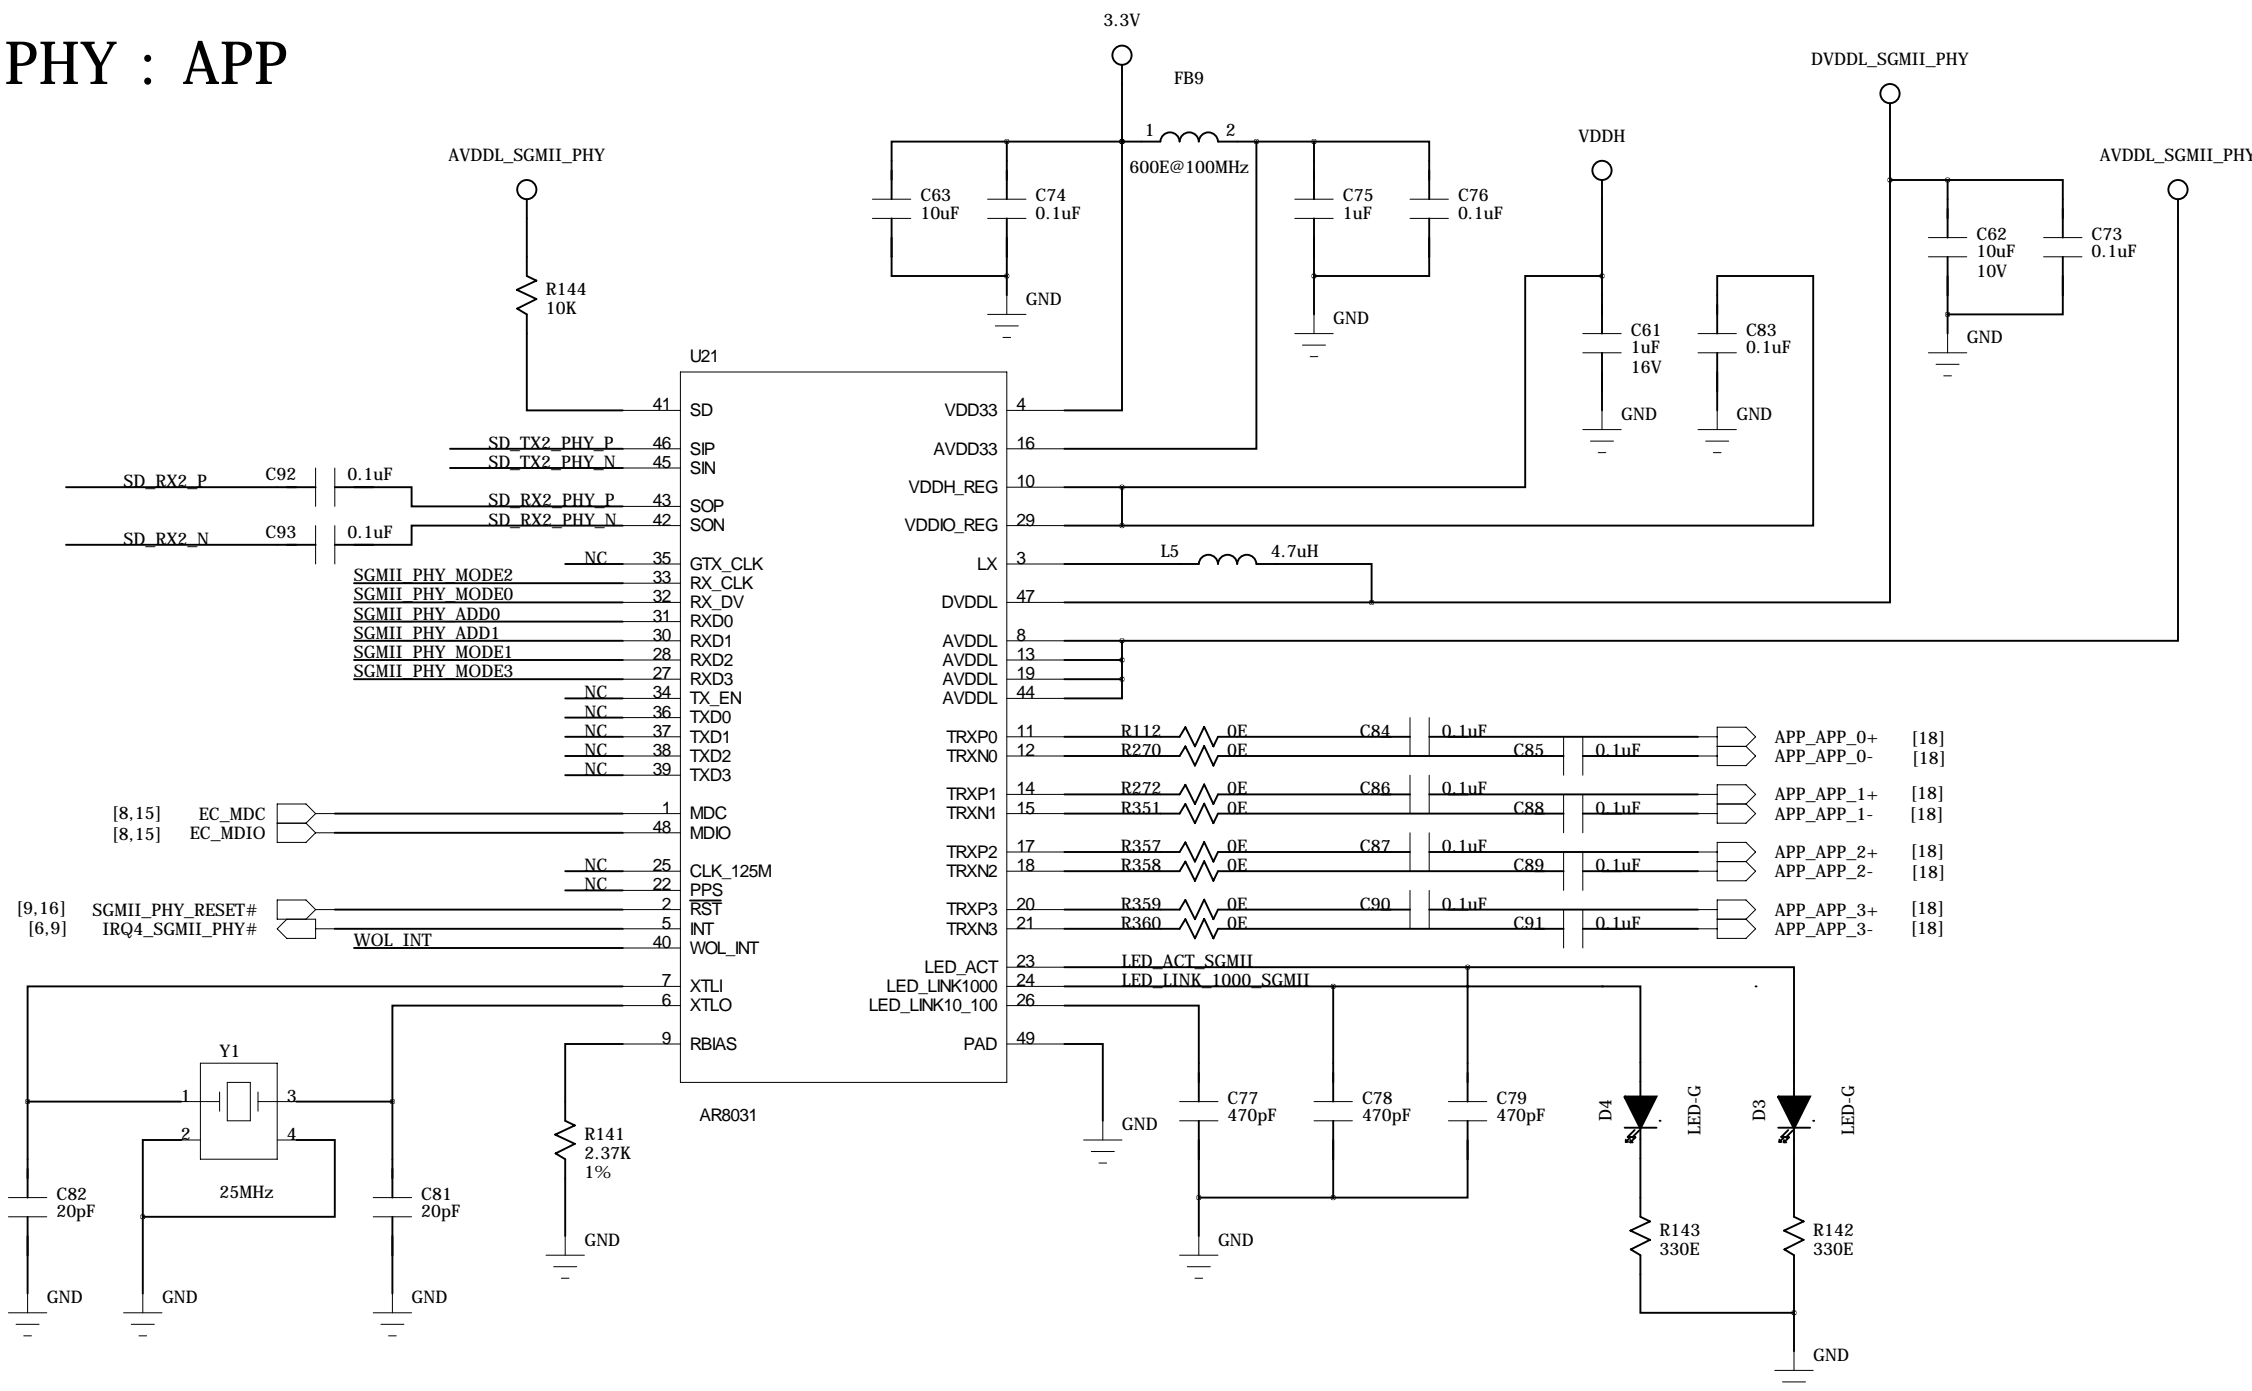 PHY : APP
3.3V
FB9
1 2
600E@100MHz
DVDDL_SGMII_PHY
VDDH
AVDDL_SGMII_PHY
AVDDL_SGMII_PHY
C63
10uF
C74
0.1uF
C75
1uF
C76
0.1uF
C62
10uF
10V
C73
0.1uF
R144
10K
GND
GND
GND
C61
1uF
16V
C83
0.1uF
GND
GND
U21
41 SD
SD_TX2_PHY_P 46 SIP
SD_TX2_PHY_N 45 SIN
SD_RX2_P C92 0.1uF
SD_RX2_PHY_P 43 SOP
SD_RX2_PHY_N 42 SON
SD_RX2_N C93 0.1uF
NC 35 GTX_CLK
SGMII_PHY_MODE2 33 RX_CLK
SGMII_PHY_MODE0 32 RX_DV
SGMII_PHY_ADD0 31 RXD0
SGMII_PHY_ADD1 30 RXD1
SGMII_PHY_MODE1 28 RXD2
SGMII_PHY_MODE3 27 RXD3
NC 34 TX_EN
NC 36 TXD0
NC 37 TXD1
NC 38 TXD2
NC 39 TXD3
[8,15] EC_MDC 1 MDC
[8,15] EC_MDIO 48 MDIO
NC 25 CLK_125M
NC 22 PPS
[9,16] SGMII_PHY_RESET# 2 RST
[6,9] IRQ4_SGMII_PHY# 5 INT
WOL_INT 40 WOL_INT
7 XTLI
6 XTLO
9 RBIAS
VDD33 4
AVDD33 16
VDDH_REG 10
VDDIO_REG 29
LX 3 L5 4.7uH
DVDDL 47
AVDDL 8
AVDDL 13
AVDDL 19
AVDDL 44
TRXP0 11 R112 0E C84 0.1uF APP_APP_0+ [18]
TRXN0 12 R270 0E C85 0.1uF APP_APP_0- [18]
TRXP1 14 R272 0E C86 0.1uF APP_APP_1+ [18]
TRXN1 15 R351 0E C88 0.1uF APP_APP_1- [18]
TRXP2 17 R357 0E C87 0.1uF APP_APP_2+ [18]
TRXN2 18 R358 0E C89 0.1uF APP_APP_2- [18]
TRXP3 20 R359 0E C90 0.1uF APP_APP_3+ [18]
TRXN3 21 R360 0E C91 0.1uF APP_APP_3- [18]
LED_ACT 23 LED_ACT_SGMII
LED_LINK1000 24 LED_LINK_1000_SGMII
LED_LINK10_100 26
PAD 49
AR8031
Y1
1 3
2 4
25MHz
C82
20pF
C81
20pF
R141
2.37K
1%
GND
GND
GND
GND
GND
C77
470pF
C78
470pF
C79
470pF
GND
D4
LED-G
D3
LED-G
R143
330E
R142
330E
GND